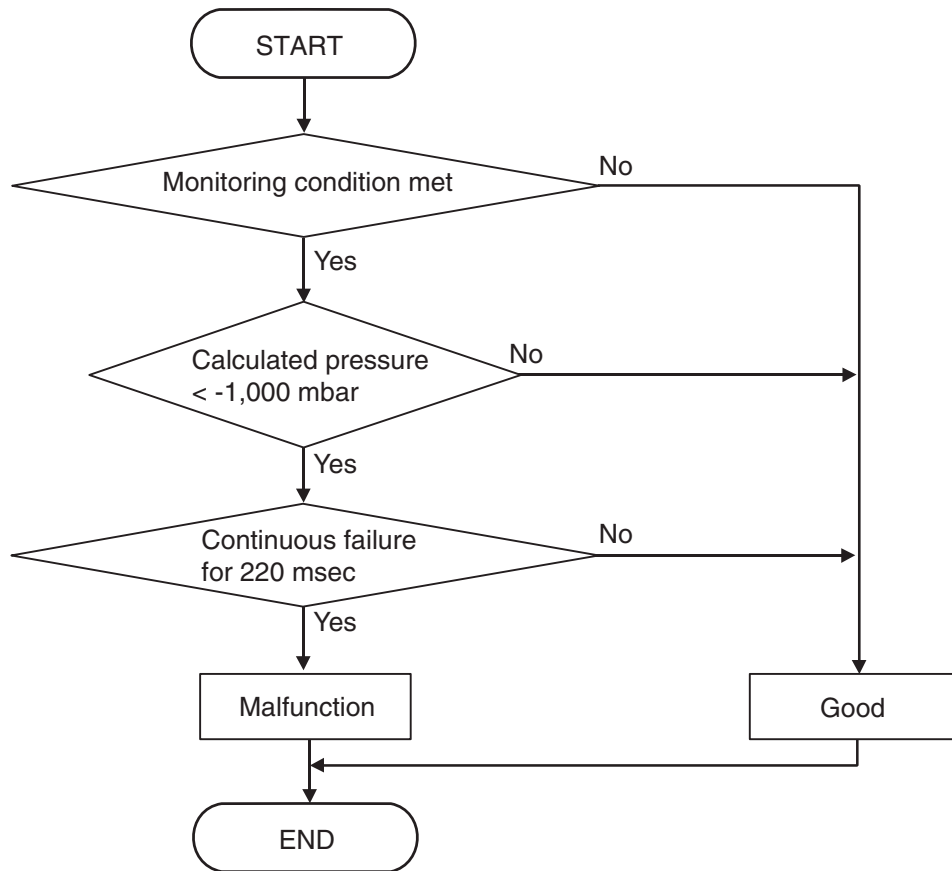 START
Monitoring condition met
No
Yes
Calculated pressure
< -1,000 mbar
No
Yes
Continuous failure
for 220 msec
No
Yes
Malfunction
Good
END